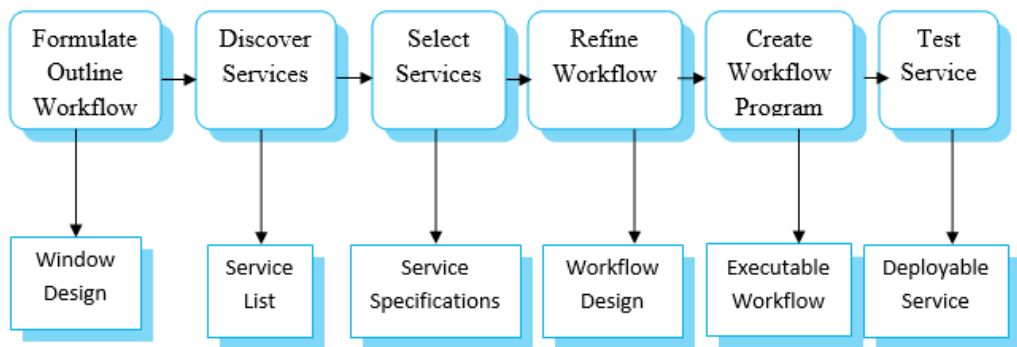 Formulate
Outline
Workflow
Discover
Services
Select
Services
Refine
Workflow
Create
Workflow
Program
Test
Service
Window
Design
Service
List
Service
Specifications
Workflow
Design
Executable
Workflow
Deployable
Service